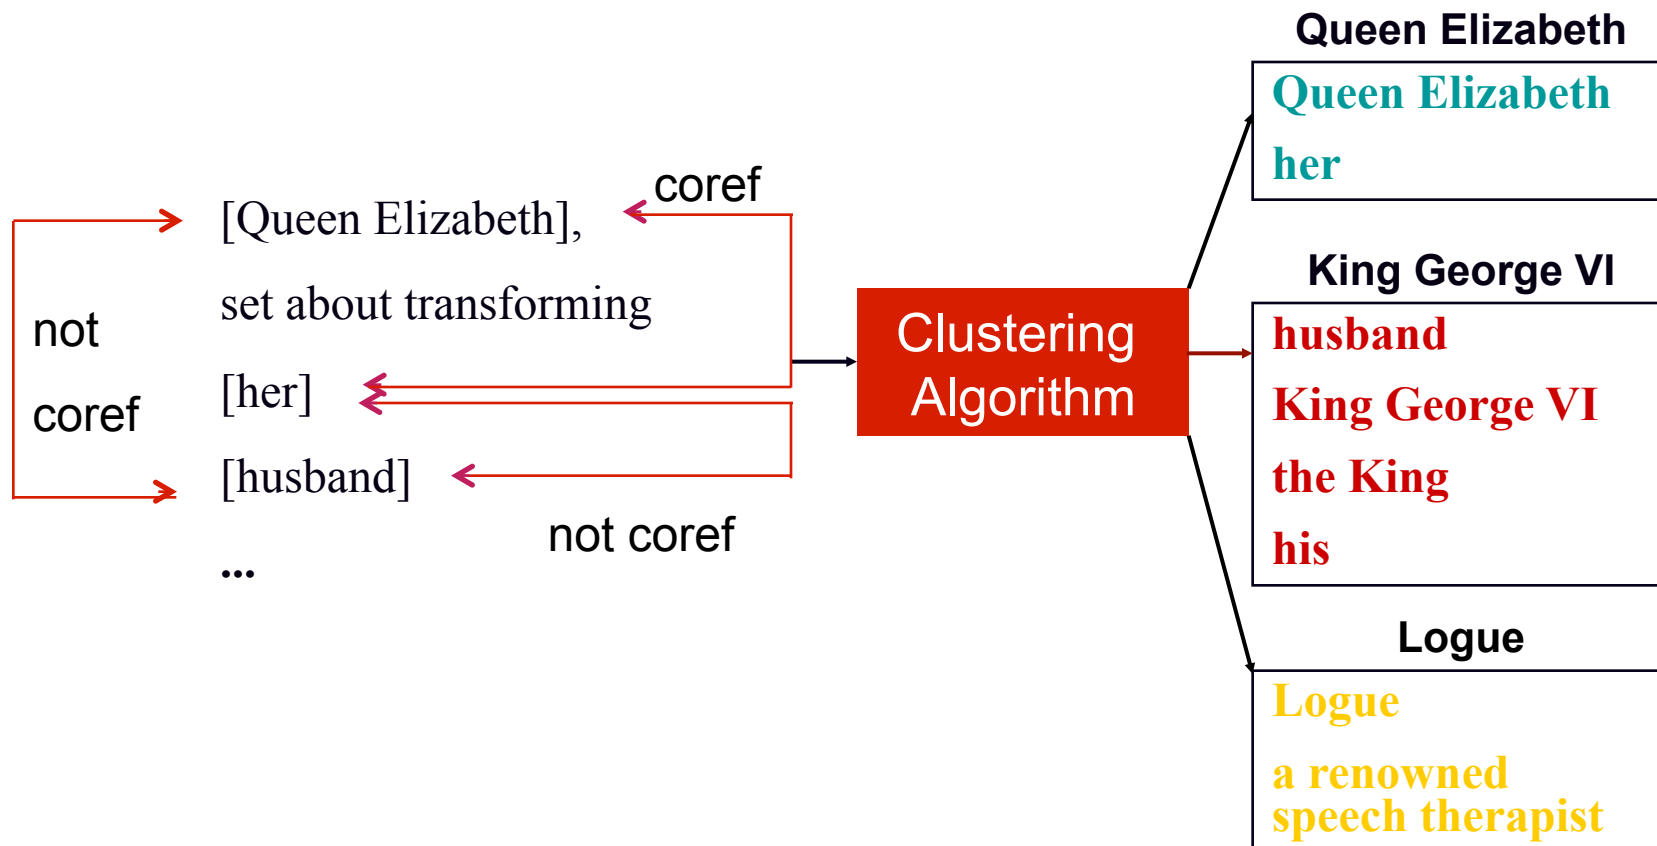 coref
[Queen Elizabeth],
set about transforming
not
coref
[her]
[husband]
not coref
...
Clustering
Algorithm
Queen Elizabeth
Queen Elizabeth
her
King George VI
husband
King George VI
the King
his
Logue
Logue
a renowned
speech therapist